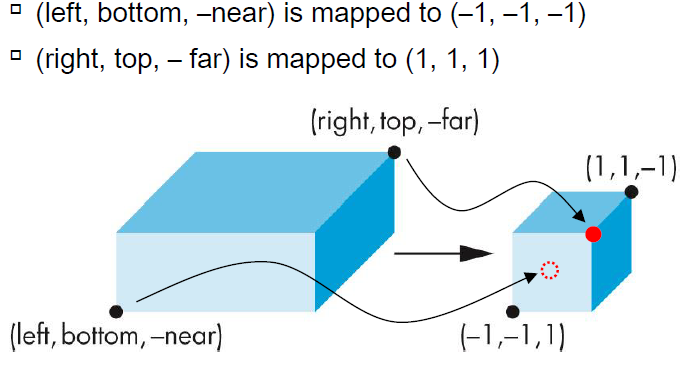 (left, bottom, –near) is mapped to (–1, –1, –1)
(right, top, – far) is mapped to (1, 1, 1)
(right, top, –far)
(1,1,–1)
(left, bottom, –near)
(–1,–1,1)